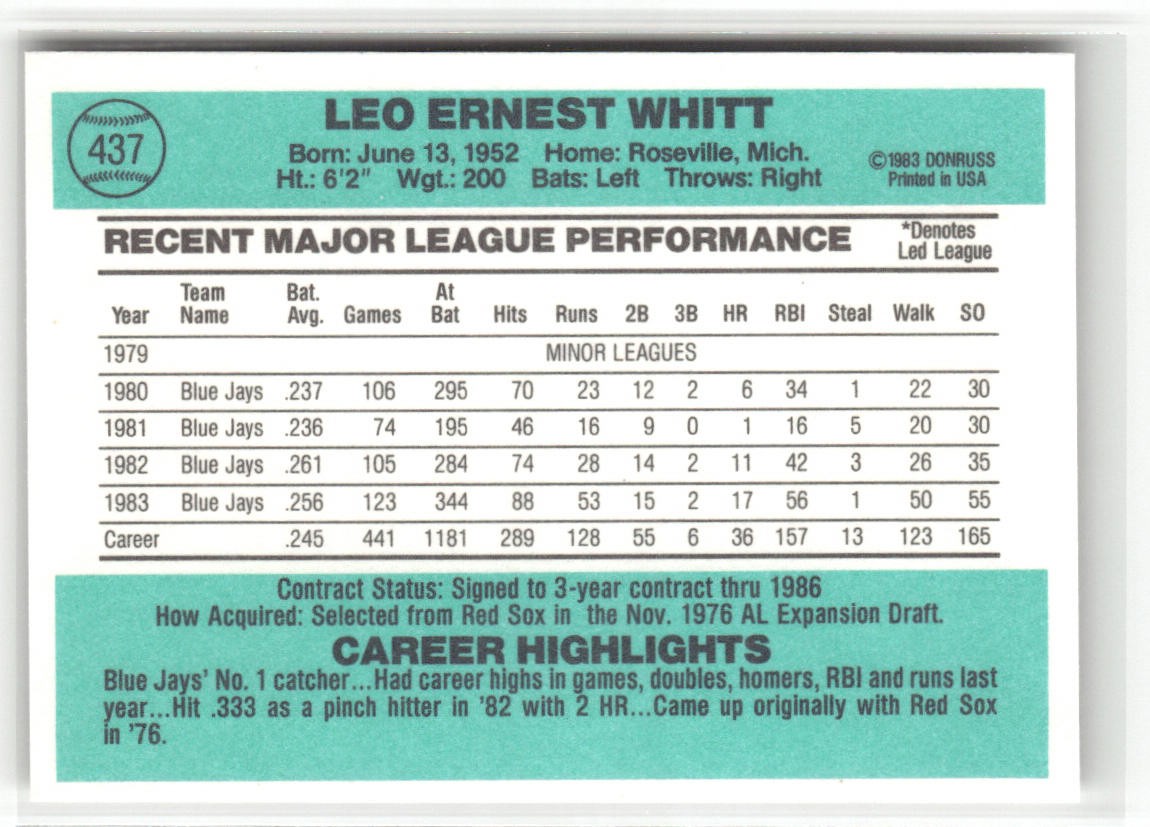 437
LEO ERNEST WHITT
Born: June 13, 1952 Home: Roseville, Mich.
Ht.: 6'2" Wgt.: 200 Bats: Left Throws: Right
©1983 DONRUSS
Printed in USA
RECENT MAJOR LEAGUE PERFORMANCE
*Denotes
Led League
Year Team Name Bat. Avg. Games At Bat Hits Runs 2B 3B HR RBI Steal Walk SO
1979 MINOR LEAGUES
1980 Blue Jays .237 106 295 70 23 12 2 6 34 1 22 30
1981 Blue Jays .236 74 195 46 16 9 0 1 16 5 20 30
1982 Blue Jays .261 105 284 74 28 14 2 11 42 3 26 35
1983 Blue Jays .256 123 344 88 53 15 2 17 56 1 50 55
Career .245 441 1181 289 128 55 6 36 157 13 123 165
Contract Status: Signed to 3-year contract thru 1986
How Acquired: Selected from Red Sox in the Nov. 1976 AL Expansion Draft.
CAREER HIGHLIGHTS
Blue Jays' No. 1 catcher...Had career highs in games, doubles, homers, RBI and runs last
year...Hit .333 as a pinch hitter in '82 with 2 HR...Came up originally with Red Sox
in '76.